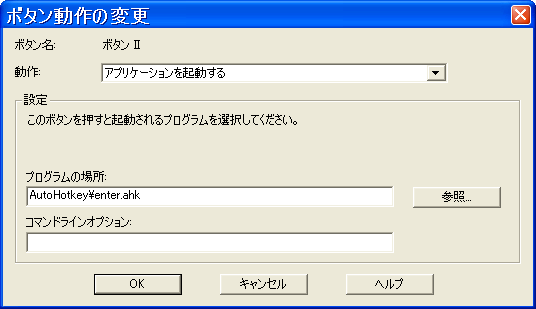 ボタン動作の変更
ボタン名: ボタン II
動作: アプリケーションを起動する
設定
このボタンを押すと起動されるプログラムを選択してください。
プログラムの場所:
AutoHotkey¥enter.ahk 参照...
コマンドラインオプション:
OK キャンセル ヘルプ